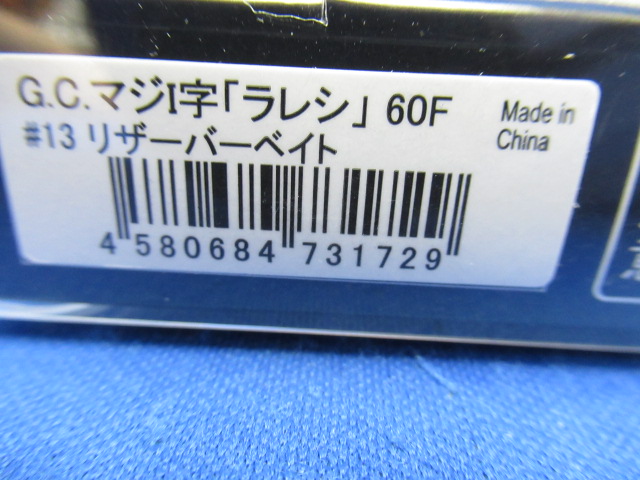 G.C.マジI字「ラレシ」 60F
#13 リザーバーベイト
Made in
China
4 580684 731729